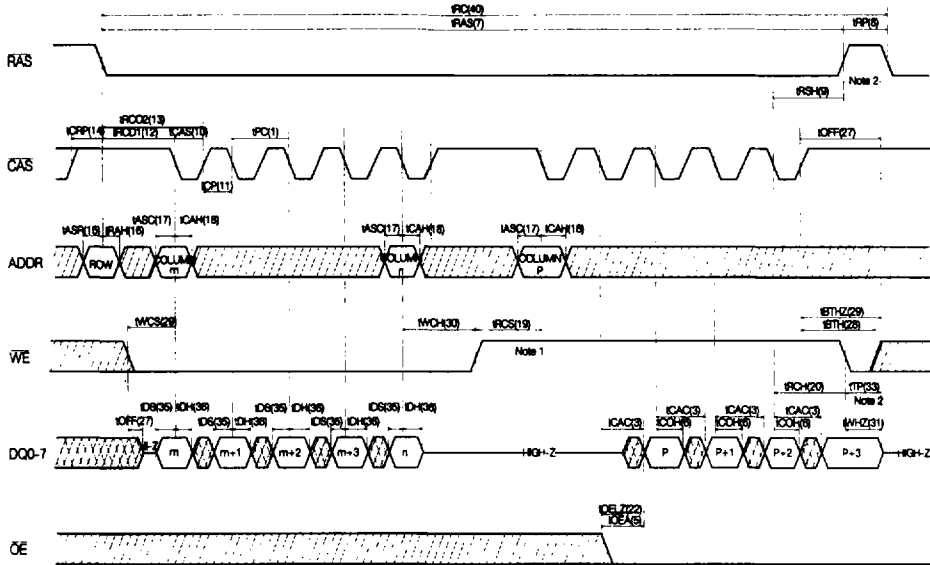 tRC(40)
tRAS(7)
tRP(8)
RAS
Note 2
tRSH(9)
tRCD2(13)
tCRP(14)
tRCD1(12)
tCAS(10)
tPC(1)
tOFF(27)
CAS
tCP(11)
tASR(15)
tRAH(16)
tASC(17)
tCAH(18)
tASC(17)
tCAH(18)
tASC(17)
tCAH(18)
ADDR
ROW
COLUMN
m
COLUMN
n
COLUMN
P
tWCS(29)
tWCH(30)
tRCS(19)
tBTHZ(29)
tBTH(28)
WE
Note 1
tRCH(20)
tTP(33)
Note 2
tDS(35)
tDH(36)
tDS(35)
tDH(36)
tDS(35)
tDH(36)
tCAC(3)
tCAC(3)
tCAC(3)
tOFF(27)
tDS(35)
tDH(36)
tDS(35)
tDH(36)
tCAC(3)
tCOH(6)
tCOH(6)
tCOH(6)
tWHZ(31)
DQ0-7
m
m+1
m+2
m+3
n
HIGH-Z
P
P+1
P+2
P+3
HIGH-Z
tOELZ(22)
tOEA(5)
OE